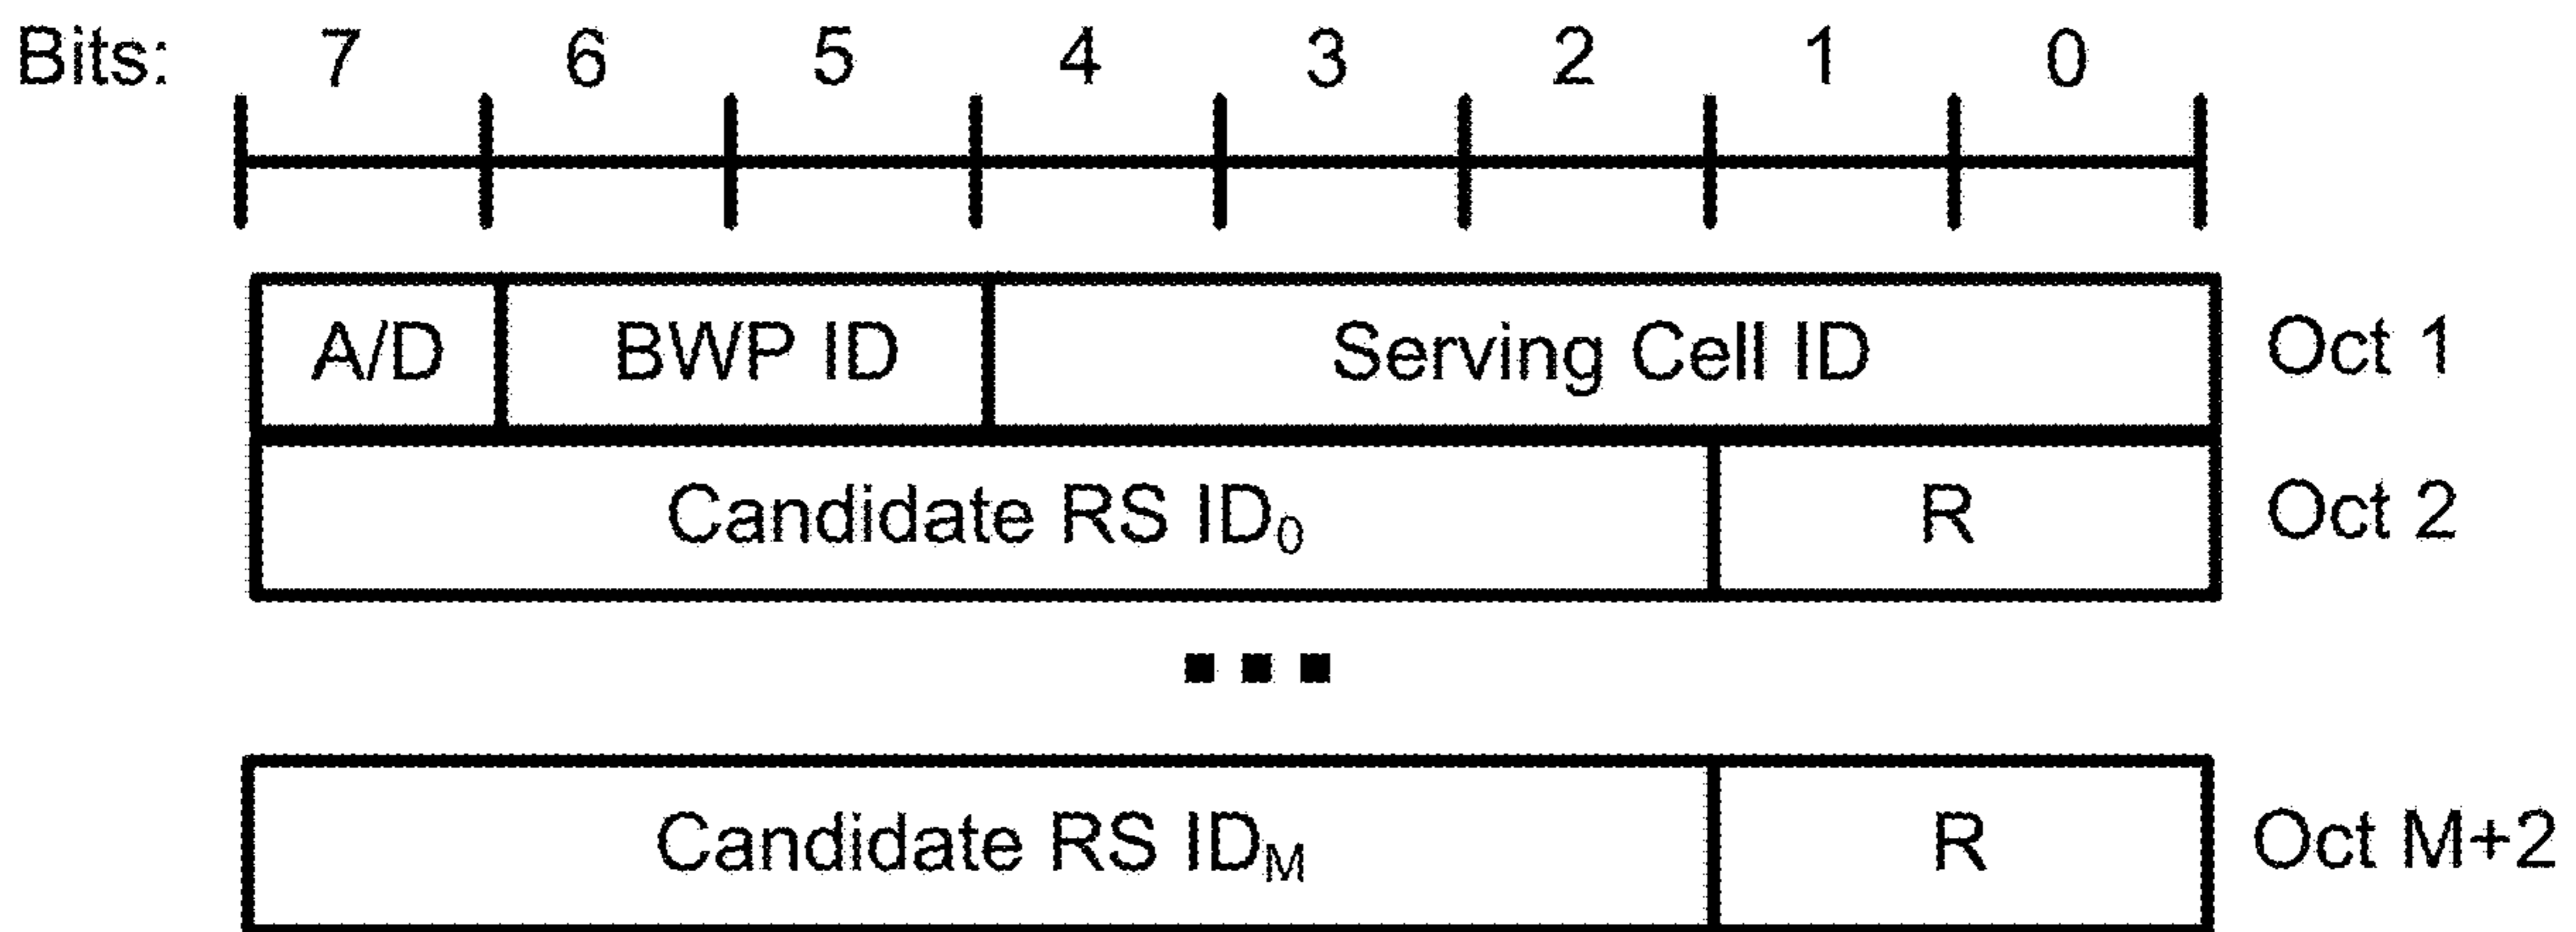 Bits: 7 6 5 4 3 2 1 0
A/D BWP ID Serving Cell ID Oct 1
Candidate RS ID₀ R Oct 2
...
Candidate RS IDM R Oct M+2